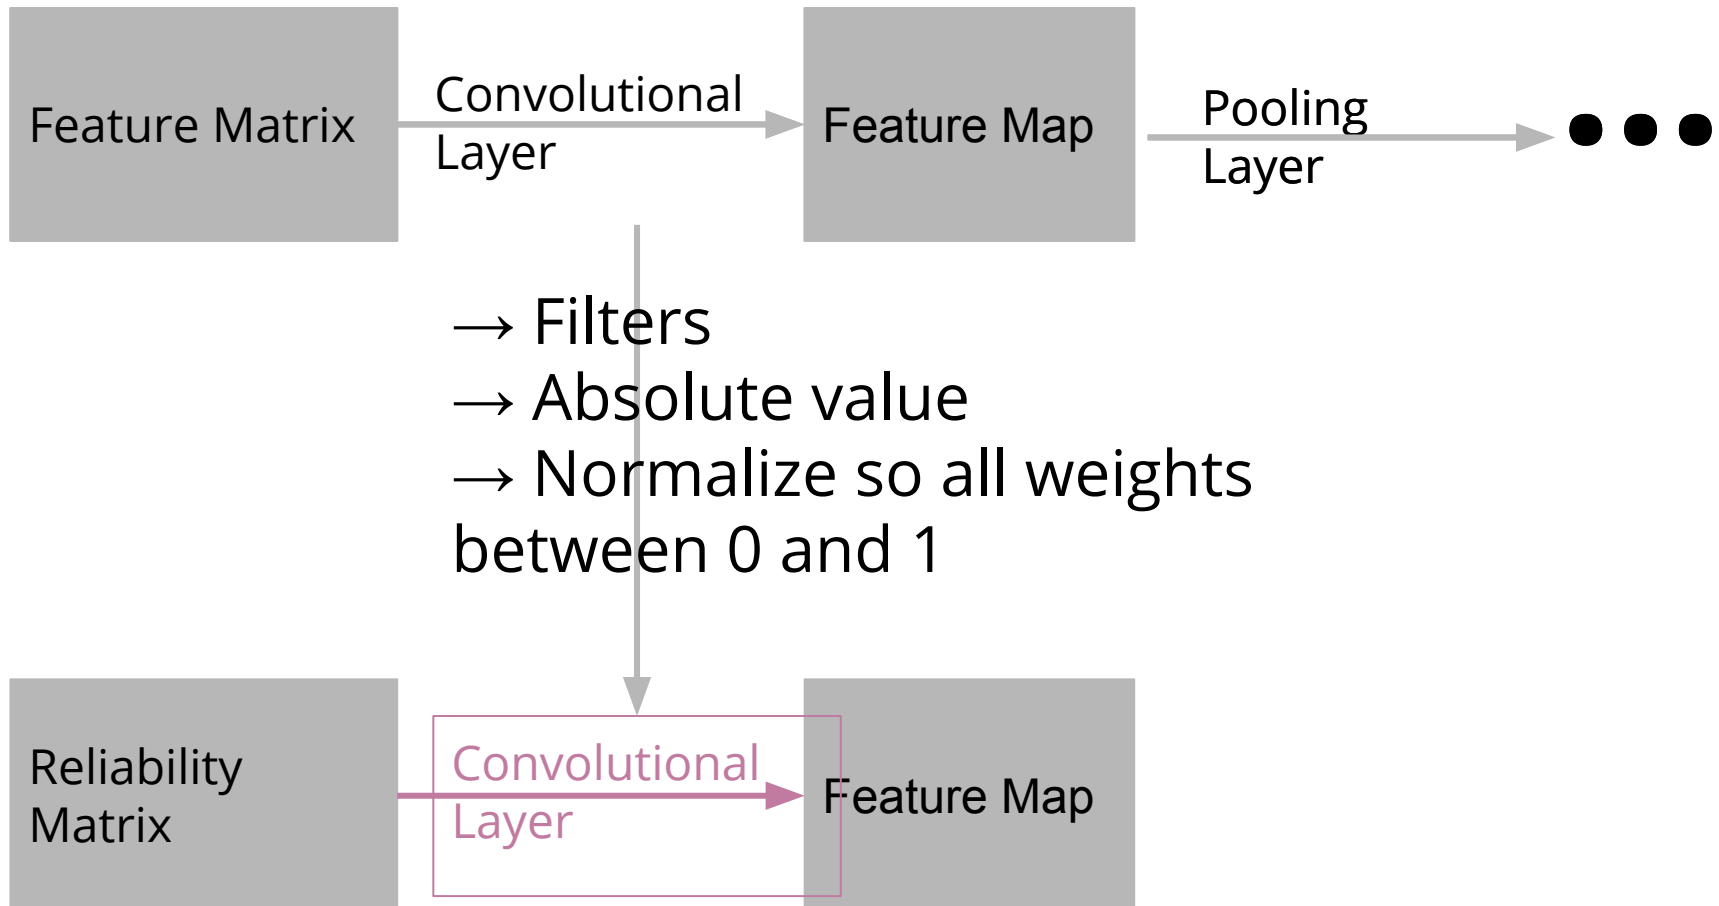 Feature Matrix
Convolutional
Layer
Feature Map
Pooling
Layer
→ Filters
→ Absolute value
→ Normalize so all weights
between 0 and 1
Reliability
Matrix
Convolutional
Layer
Feature Map